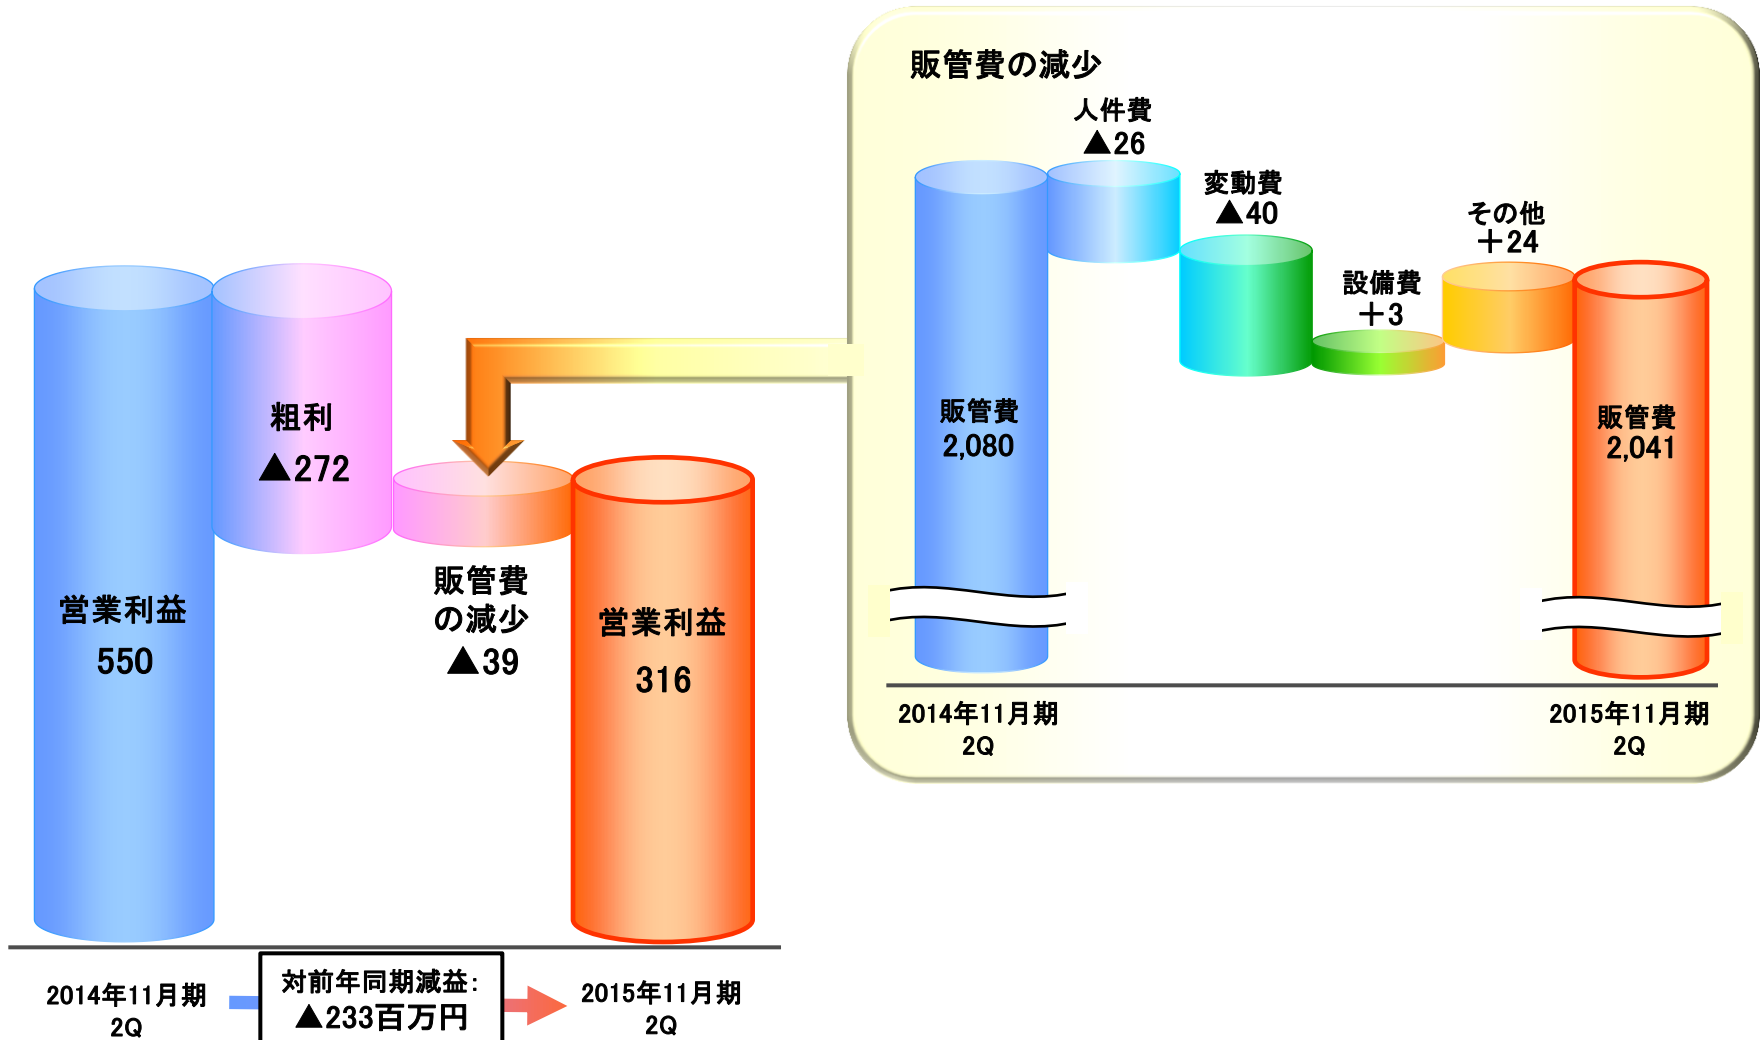 販管費の減少
人件費
▲26
変動費
▲40
設備費
＋3
その他
＋24
販管費
2,080
販管費
2,041
2014年11月期
2Q
2015年11月期
2Q
粗利
▲272
営業利益
550
販管費
の減少
▲39
営業利益
316
2014年11月期
2Q
対前年同期減益：
▲233百万円
2015年11月期
2Q